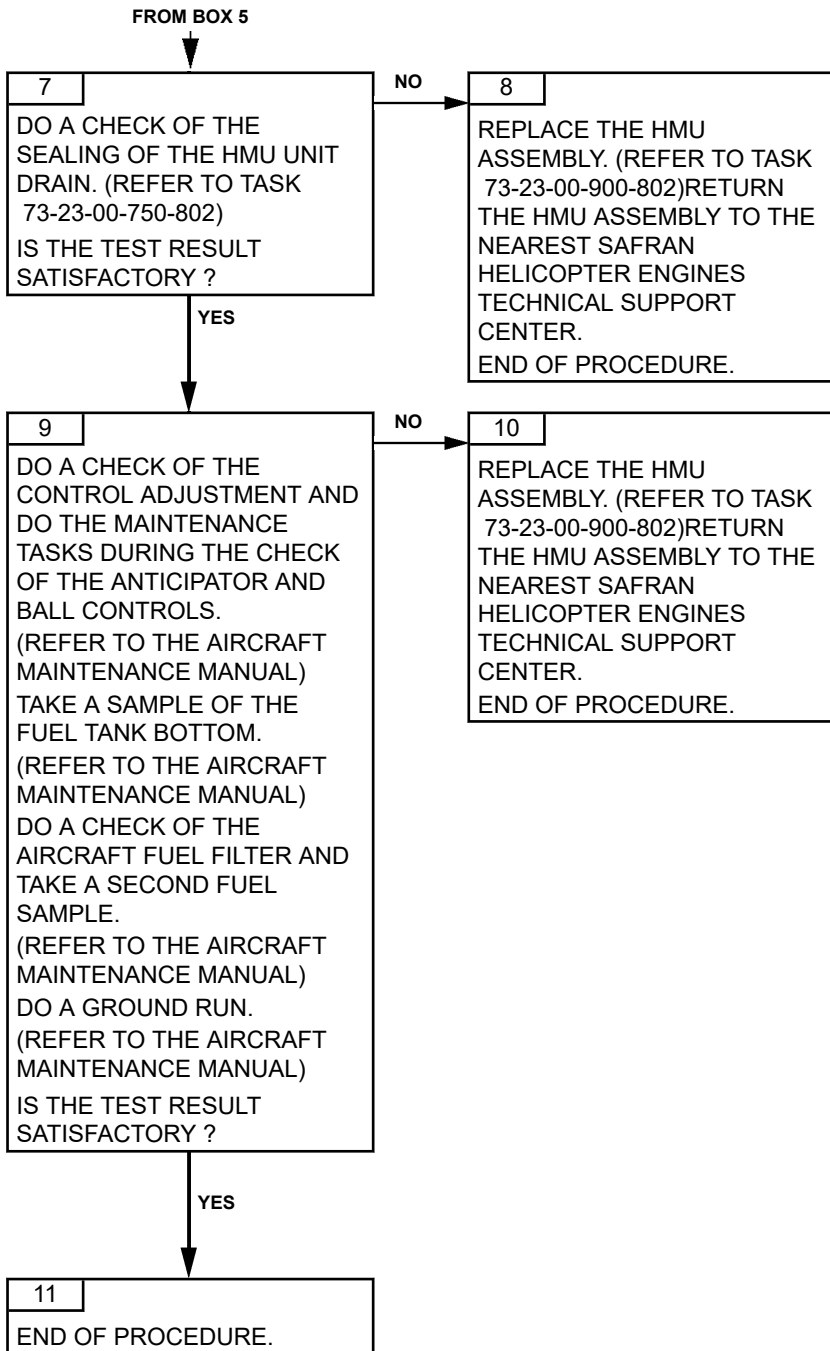 FROM BOX 5
7
DO A CHECK OF THE
SEALING OF THE HMU UNIT
DRAIN. (REFER TO TASK
73-23-00-750-802)
IS THE TEST RESULT
SATISFACTORY ?
NO
8
REPLACE THE HMU
ASSEMBLY. (REFER TO TASK
73-23-00-900-802)RETURN
THE HMU ASSEMBLY TO THE
NEAREST SAFRAN
HELICOPTER ENGINES
TECHNICAL SUPPORT
CENTER.
END OF PROCEDURE.
YES
9
DO A CHECK OF THE
CONTROL ADJUSTMENT AND
DO THE MAINTENANCE
TASKS DURING THE CHECK
OF THE ANTICIPATOR AND
BALL CONTROLS.
(REFER TO THE AIRCRAFT
MAINTENANCE MANUAL)
TAKE A SAMPLE OF THE
FUEL TANK BOTTOM.
(REFER TO THE AIRCRAFT
MAINTENANCE MANUAL)
DO A CHECK OF THE
AIRCRAFT FUEL FILTER AND
TAKE A SECOND FUEL
SAMPLE.
(REFER TO THE AIRCRAFT
MAINTENANCE MANUAL)
DO A GROUND RUN.
(REFER TO THE AIRCRAFT
MAINTENANCE MANUAL)
IS THE TEST RESULT
SATISFACTORY ?
NO
10
REPLACE THE HMU
ASSEMBLY. (REFER TO TASK
73-23-00-900-802)RETURN
THE HMU ASSEMBLY TO THE
NEAREST SAFRAN
HELICOPTER ENGINES
TECHNICAL SUPPORT
CENTER.
END OF PROCEDURE.
YES
11
END OF PROCEDURE.